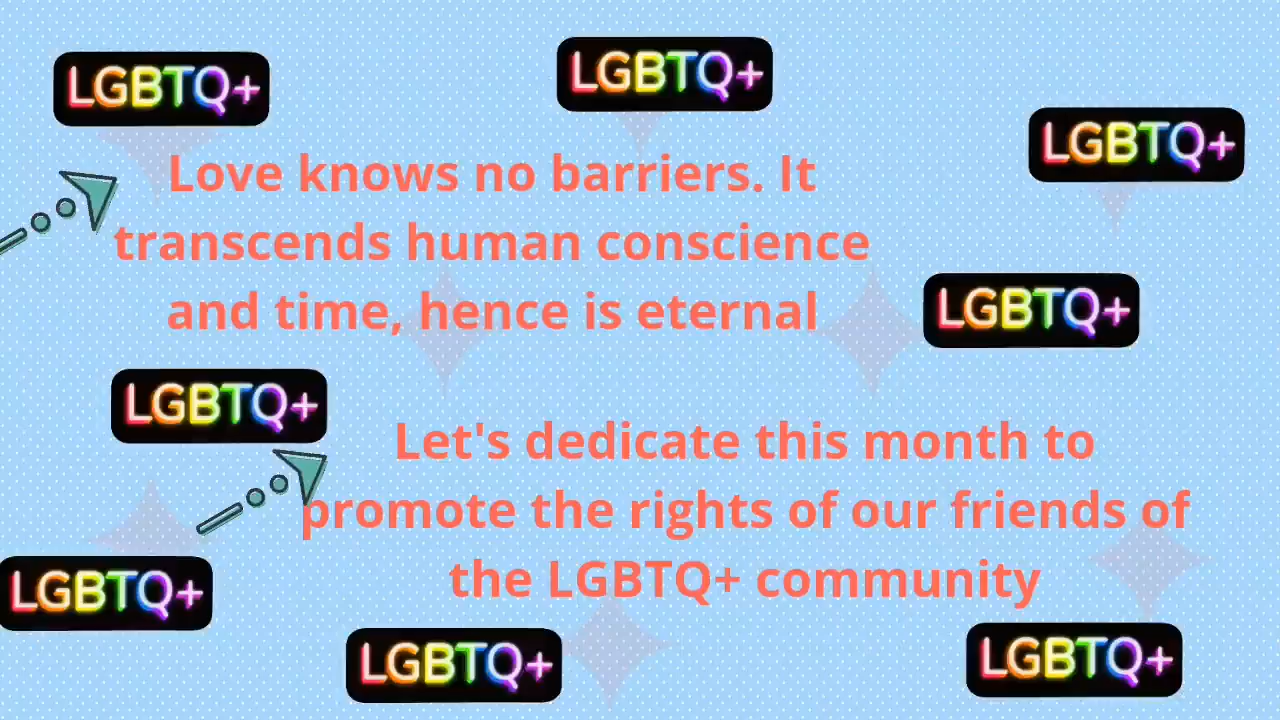 LGBTQ+
LGBTQ+
LGBTQ+
Love knows no barriers. It
transcends human conscience
and time, hence is eternal
LGBTQ+
LGBTQ+
Let's dedicate this month to
promote the rights of our friends of
the LGBTQ+ community
LGBTQ+
LGBTQ+
LGBTQ+